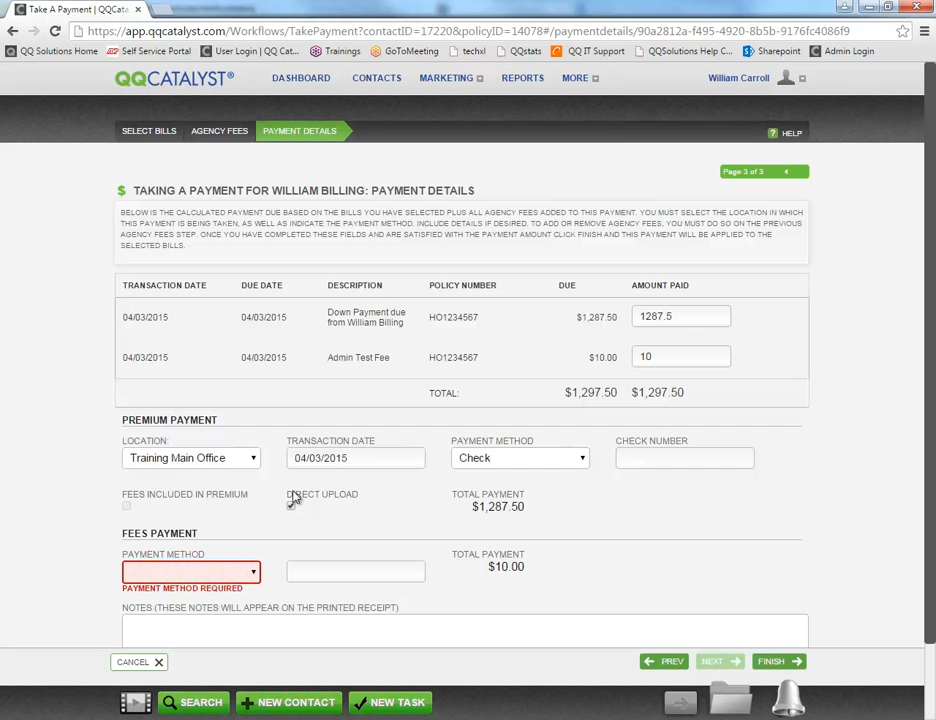 Take A Payment | QQCata
https://app.qqcatalyst.com/Workflows/TakePayment?contactID=17220&policyID=14078#/paymentdetails/90a2812a-f495-4920-8b5b-9176fc4086f9
QQ Solutions Home Self Service Portal User Login | QQ Cat... Trainings GoToMeeting techxl QQstats QQ IT Support QQSolutions Help C... Sharepoint Admin Login
QQCATALYST® DASHBOARD CONTACTS MARKETING REPORTS MORE William Carroll
SELECT BILLS AGENCY FEES PAYMENT DETAILS ? HELP
Page 3 of 3
$ TAKING A PAYMENT FOR WILLIAM BILLING: PAYMENT DETAILS
BELOW IS THE CALCULATED PAYMENT DUE BASED ON THE BILLS YOU HAVE SELECTED PLUS ALL AGENCY FEES ADDED TO THIS PAYMENT. YOU MUST SELECT THE LOCATION IN WHICH
THIS PAYMENT IS BEING TAKEN, AS WELL AS INDICATE THE PAYMENT METHOD. INCLUDE DETAILS IF DESIRED. TO ADD OR REMOVE AGENCY FEES, YOU MUST DO SO ON THE PREVIOUS
AGENCY FEES STEP. ONCE YOU HAVE COMPLETED THESE FIELDS AND ARE SATISFIED WITH THE PAYMENT AMOUNT CLICK FINISH AND THIS PAYMENT WILL BE APPLIED TO THE
SELECTED BILLS.
TRANSACTION DATE DUE DATE DESCRIPTION POLICY NUMBER DUE AMOUNT PAID
04/03/2015 04/03/2015 Down Payment due from William Billing HO1234567 $1,287.50 1287.5
04/03/2015 04/03/2015 Admin Test Fee HO1234567 $10.00 10
TOTAL: $1,297.50 $1,297.50
PREMIUM PAYMENT
LOCATION: TRANSACTION DATE PAYMENT METHOD CHECK NUMBER
Training Main Office 04/03/2015 Check
FEES INCLUDED IN PREMIUM DIRECT UPLOAD TOTAL PAYMENT
$1,287.50
FEES PAYMENT
PAYMENT METHOD TOTAL PAYMENT
$10.00
PAYMENT METHOD REQUIRED
NOTES (THESE NOTES WILL APPEAR ON THE PRINTED RECEIPT)
CANCEL PREV NEXT FINISH
SEARCH NEW CONTACT NEW TASK